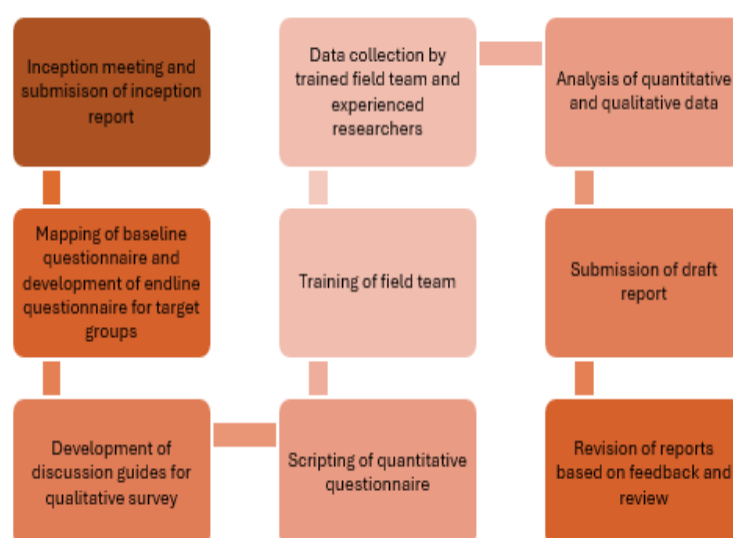 Inception meeting and
submisison of inception
report
Mapping of baseline
questionnaire and
development of endline
questionnaire for target
groups
Development of
discussion guides for
qualitative survey
Scripting of quantitative
questionnaire
Training of field team
Data collection by
trained field team and
experienced
researchers
Analysis of quantitative
and qualitative data
Submission of draft
report
Revision of reports
based on feedback and
review